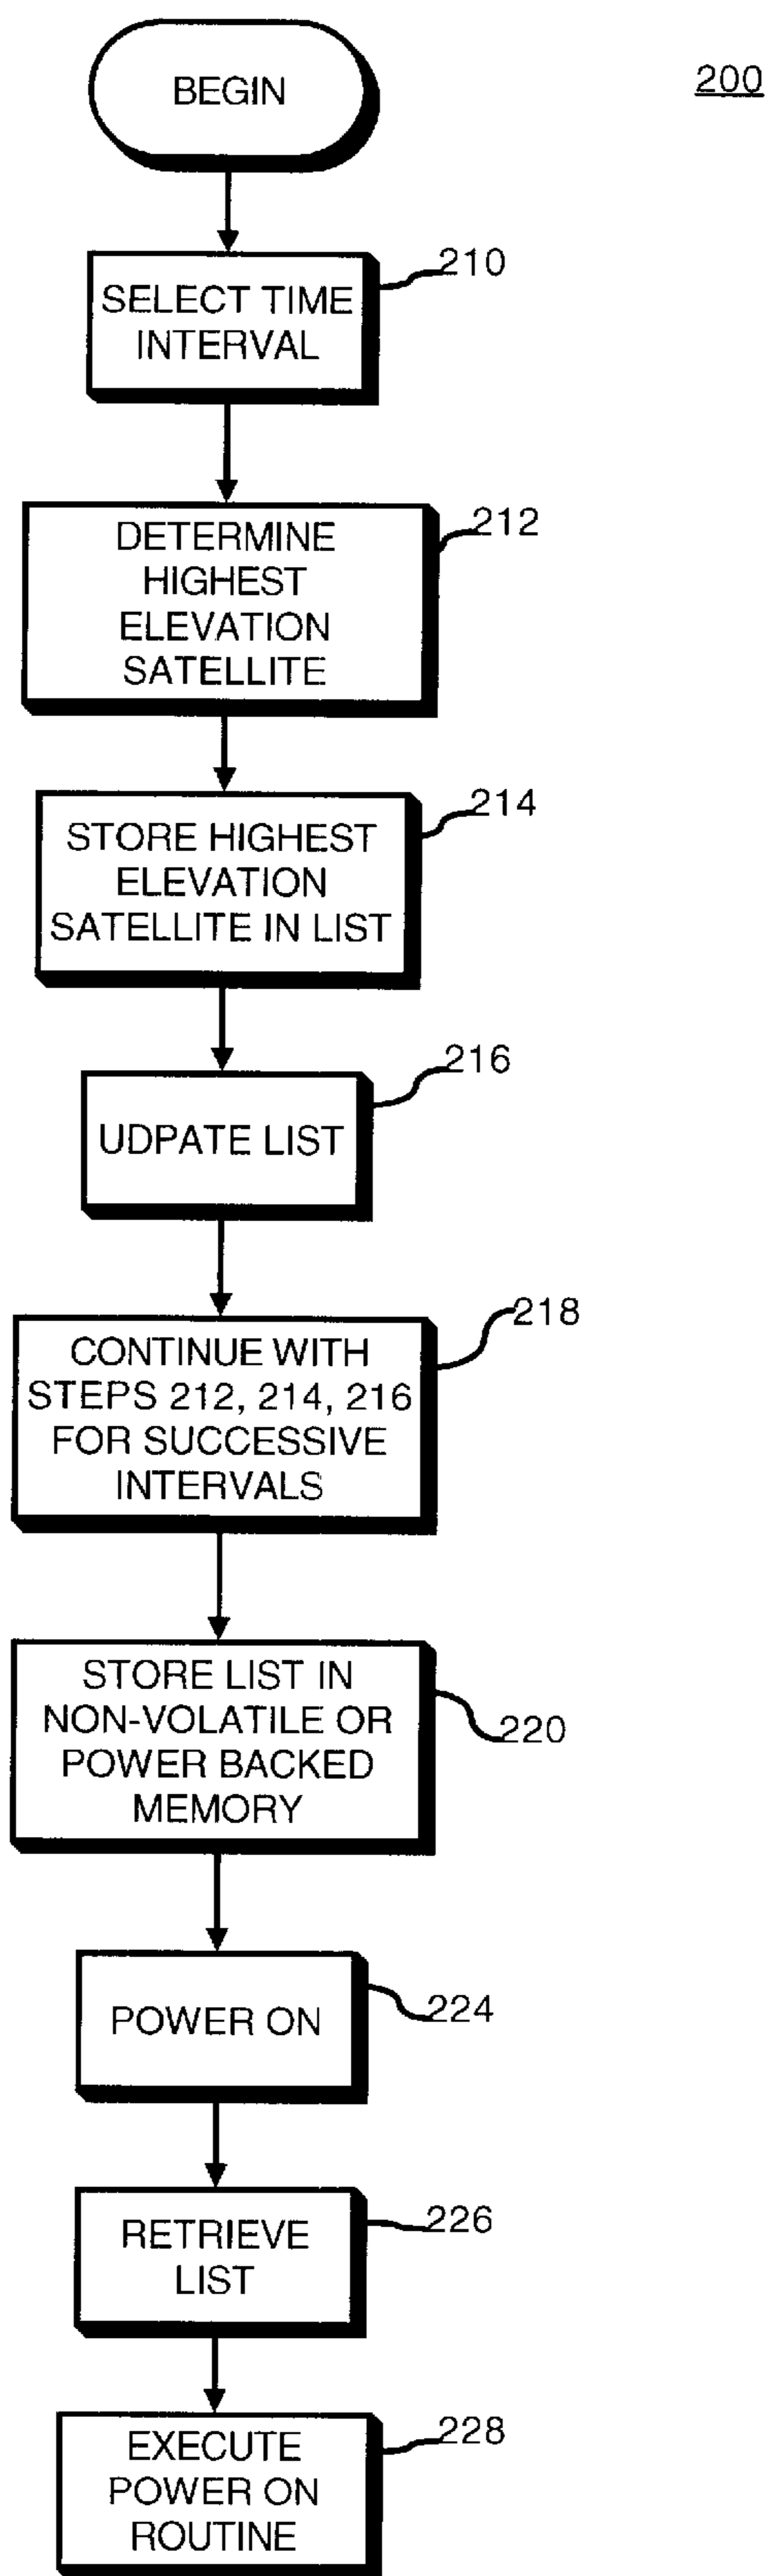 200
BEGIN
210
SELECT TIME
INTERVAL
212
DETERMINE
HIGHEST
ELEVATION
SATELLITE
214
STORE HIGHEST
ELEVATION
SATELLITE IN LIST
216
UDPATE LIST
218
CONTINUE WITH
STEPS 212, 214, 216
FOR SUCCESSIVE
INTERVALS
220
STORE LIST IN
NON-VOLATILE OR
POWER BACKED
MEMORY
224
POWER ON
226
RETRIEVE
LIST
228
EXECUTE
POWER ON
ROUTINE